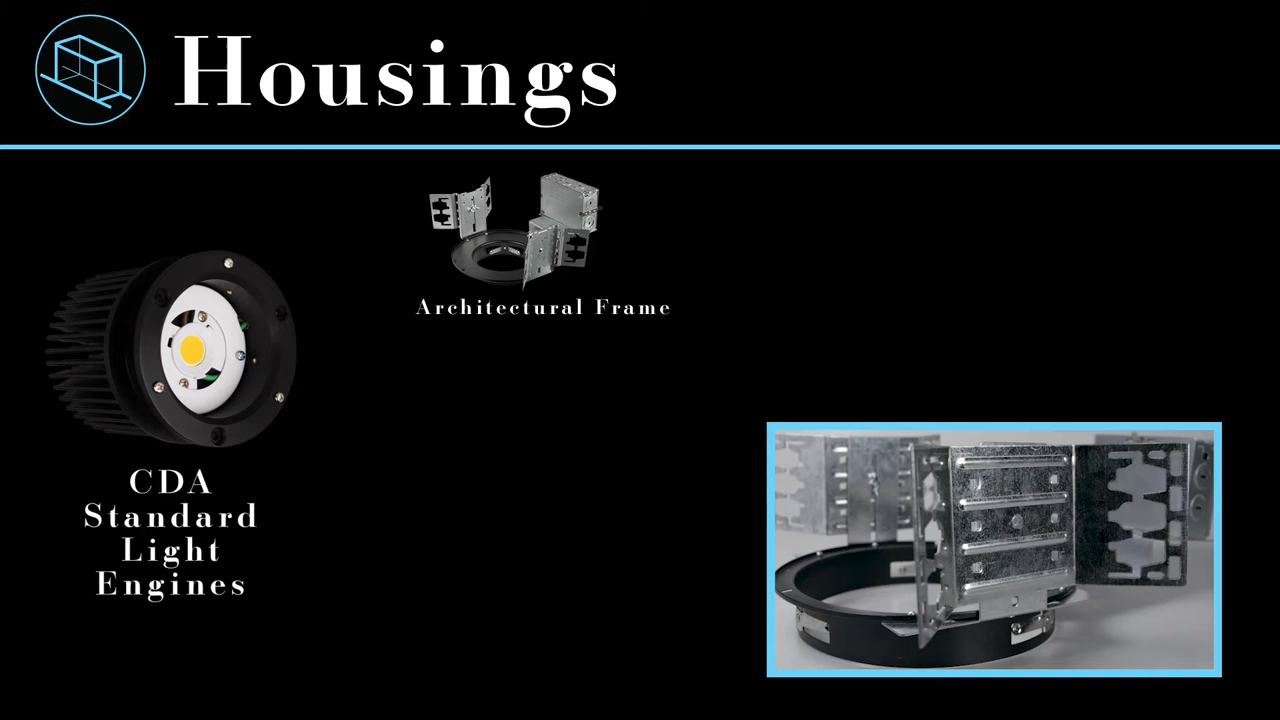 Housings
Architectural Frame
CDA
Standard
Light
Engines